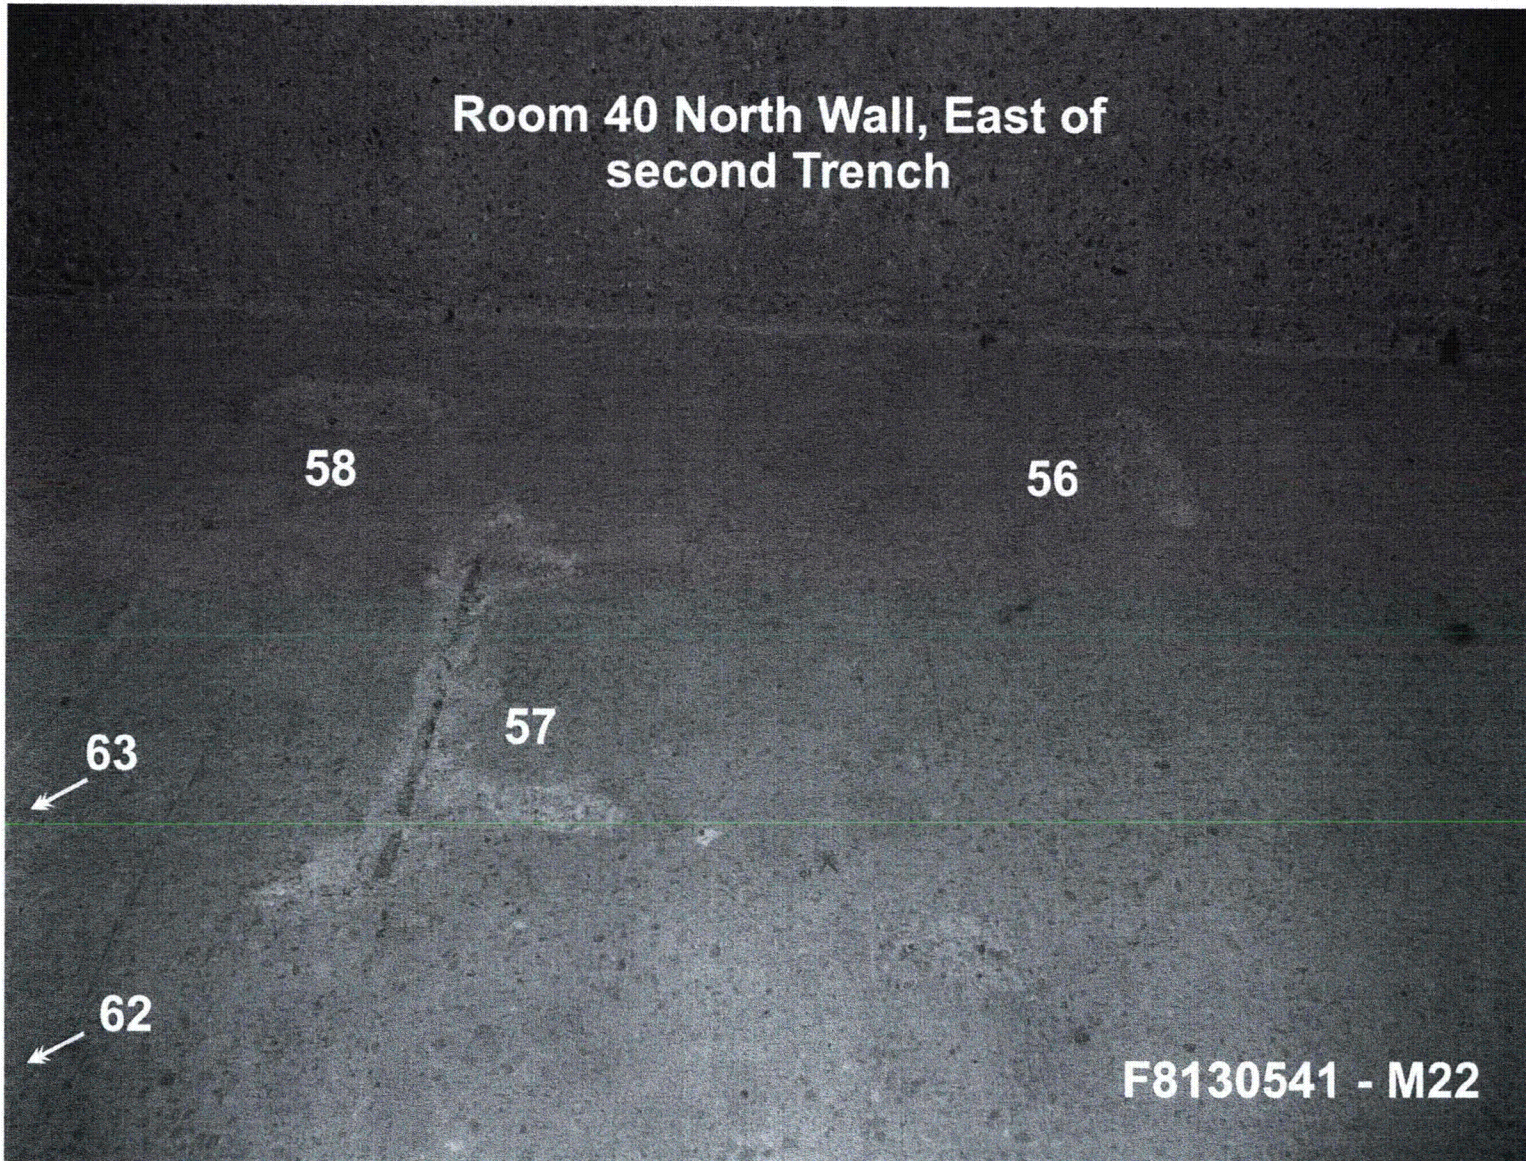 Room 40 North Wall, East of
second Trench
58
56
57
63
62
F8130541 - M22